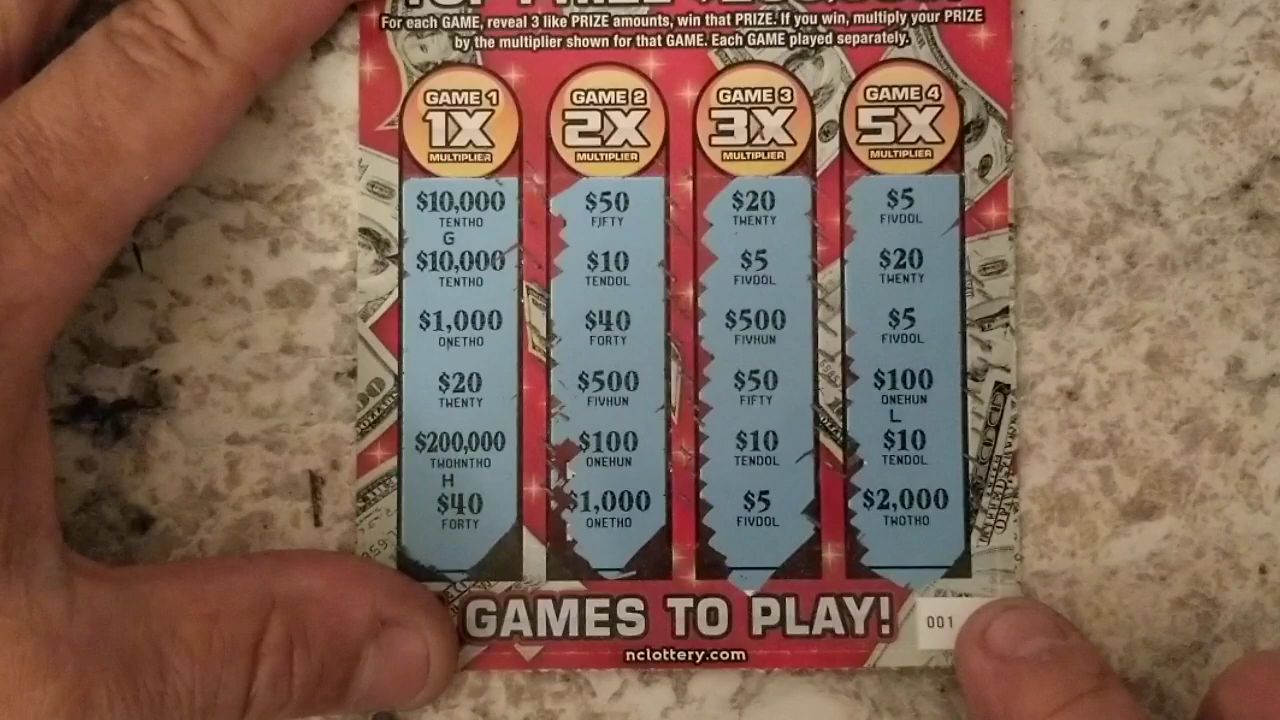 For each GAME, reveal 3 like PRIZE amounts, win that PRIZE. If you win, multiply your PRIZE
by the multiplier shown for that GAME. Each GAME played separately.
GAME 1
1X
MULTIPLIER
$10,000
TENTHO
G
$10,000
TENTHO
$1,000
ONETHO
$20
TWENTY
$200,000
TWOHNTHO
H
$40
FORTY
GAME 2
2X
MULTIPLIER
$50
FIFTY
$10
TENDOL
$40
FORTY
$500
FIVHUN
$100
ONEHUN
$1,000
ONETHO
GAME 3
3X
MULTIPLIER
$20
TWENTY
$5
FIVDOL
$500
FIVHUN
$50
FIFTY
$10
TENDOL
$5
FIVDOL
GAME 4
5X
MULTIPLIER
$5
FIVDOL
$20
TWENTY
$5
FIVDOL
$100
ONEHUN
L
$10
TENDOL
$2,000
TWOTHO
GAMES TO PLAY!
001
nclottery.com